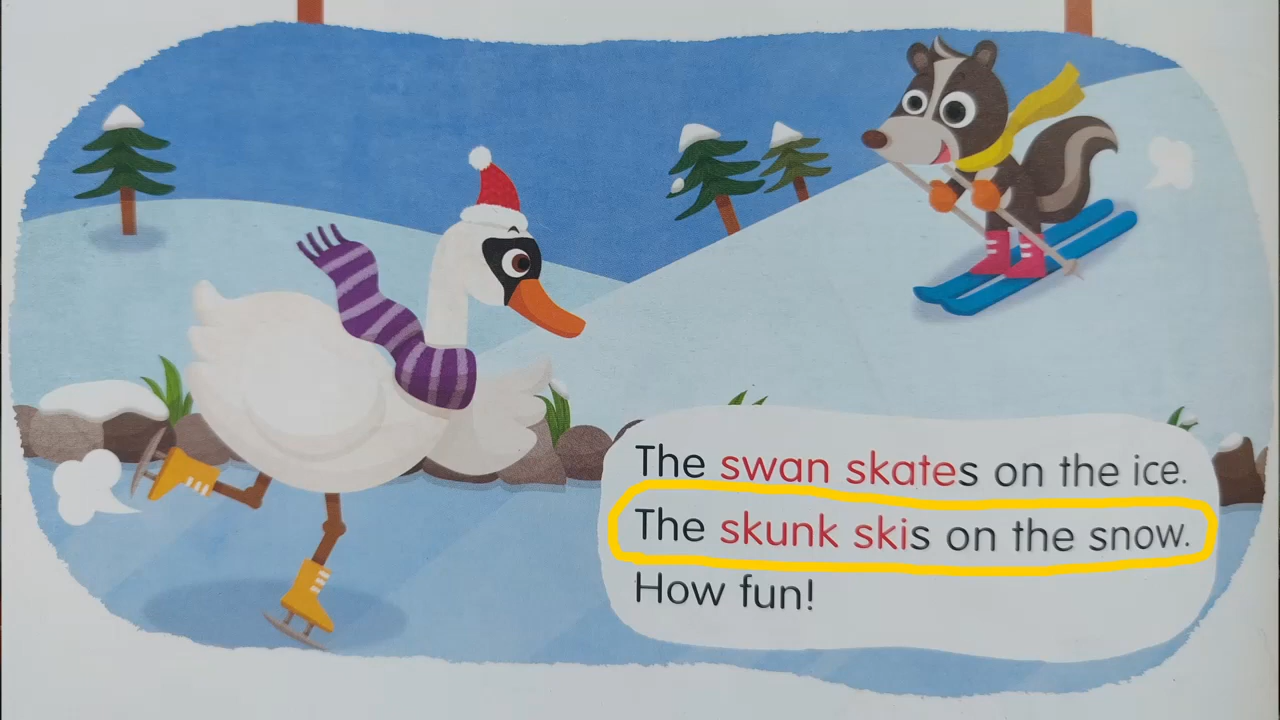 The swan skates on the ice.
The skunk skis on the snow.
How fun!